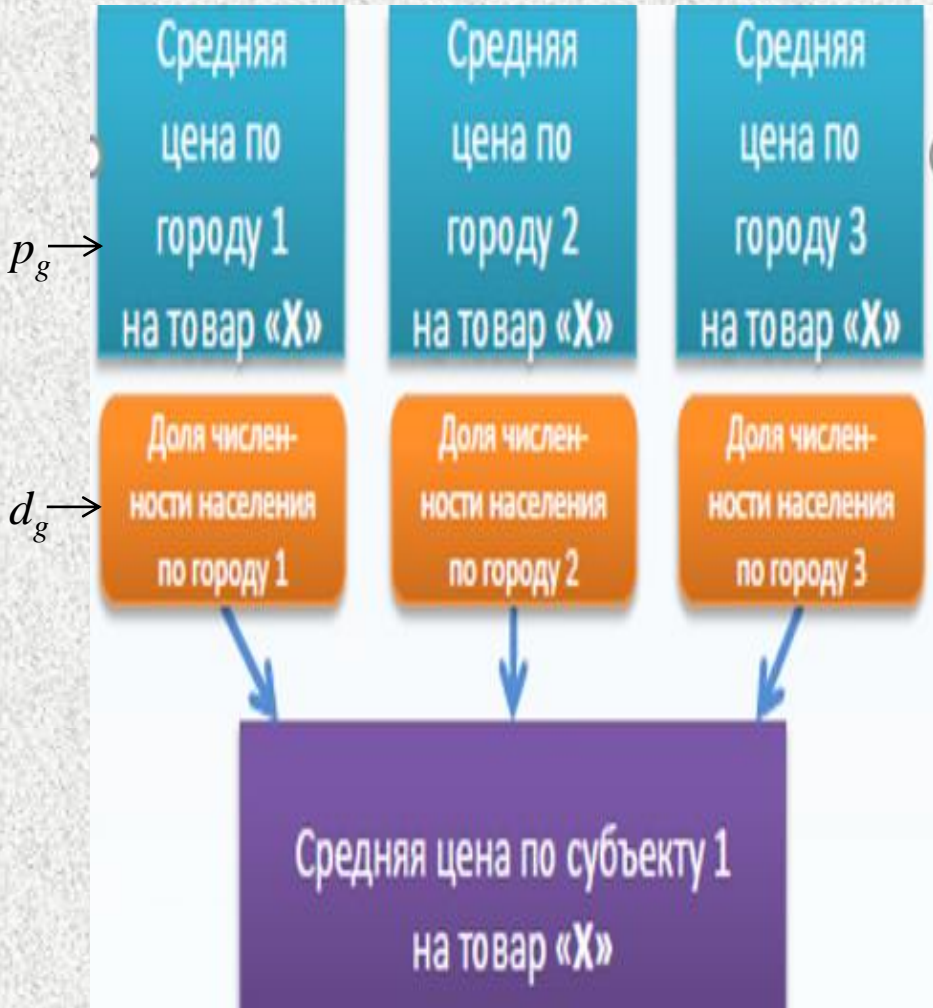 Средняя
цена по
городу 1
на товар «Х»
Средняя
цена по
городу 2
на товар «Х»
Средняя
цена по
городу 3
на товар «Х»
p_g
Доля числен-
ности населения
по городу 1
Доля числен-
ности населения
по городу 2
Доля числен-
ности населения
по городу 3
d_g
Средняя цена по субъекту 1
на товар «Х»